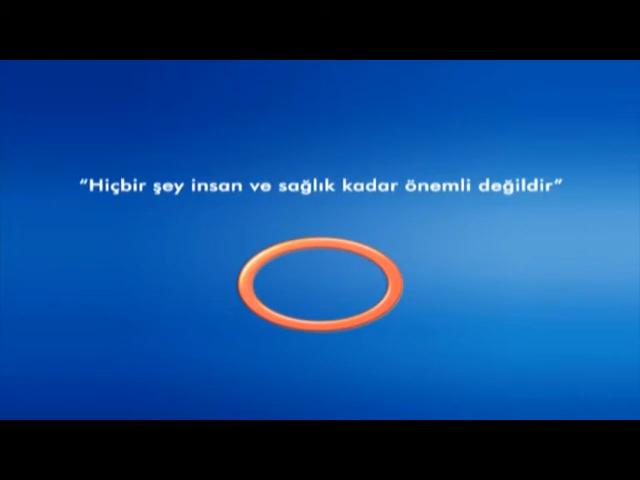 “Hiçbir şey insan ve sağlık kadar önemli değildir”